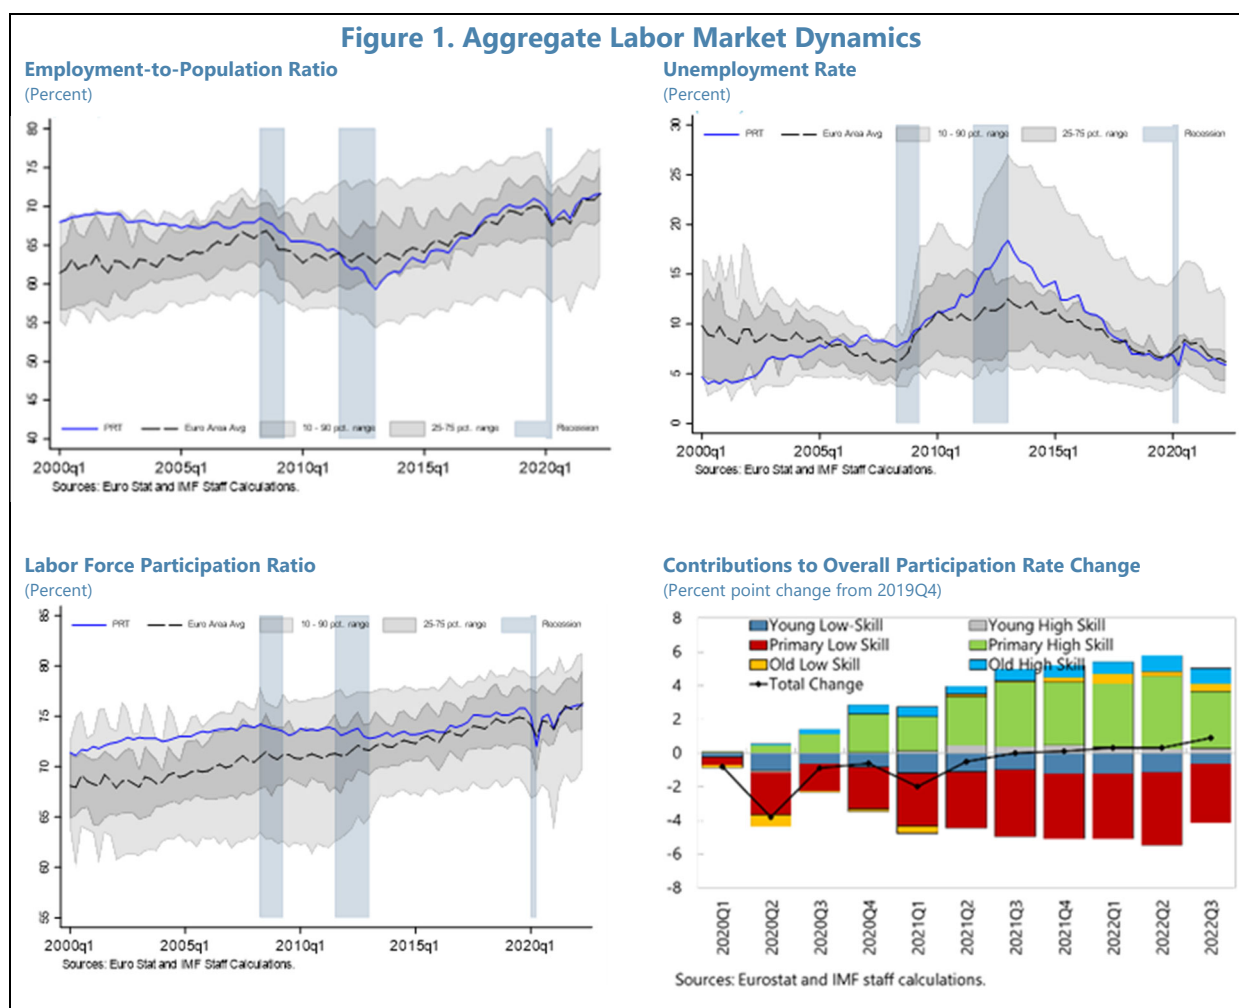 Figure 1. Aggregate Labor Market Dynamics
Employment-to-Population Ratio
(Percent)
80
75
70
65
60
55
50
45
40
PRT
Euro Area Avg
10 - 90 pct. range
25-75 pct. range
Recession
2000q1
2005q1
2010q1
2015q1
2020q1
Sources: Euro Stat and IMF Staff Calculations.
Unemployment Rate
(Percent)
30
25
20
15
10
5
0
PRT
Euro Area Avg
10 - 90 pct. range
25-75 pct. range
Recession
2000q1
2005q1
2010q1
2015q1
2020q1
Sources: Euro Stat and IMF Staff Calculations.
Labor Force Participation Ratio
(Percent)
85
80
75
70
65
60
55
PRT
Euro Area Avg
10 - 90 pct. range
25-75 pct. range
Recession
2000q1
2005q1
2010q1
2015q1
2020q1
Sources: Euro Stat and IMF Staff Calculations.
Contributions to Overall Participation Rate Change
(Percent point change from 2019Q4)
8
6
4
2
0
-2
-4
-6
-8
Young Low-Skill
Young High Skill
Primary Low Skill
Primary High Skill
Old Low Skill
Old High Skill
Total Change
2020Q1
2020Q2
2020Q3
2020Q4
2021Q1
2021Q2
2021Q3
2021Q4
2022Q1
2022Q2
2022Q3
Sources: Eurostat and IMF staff calculations.